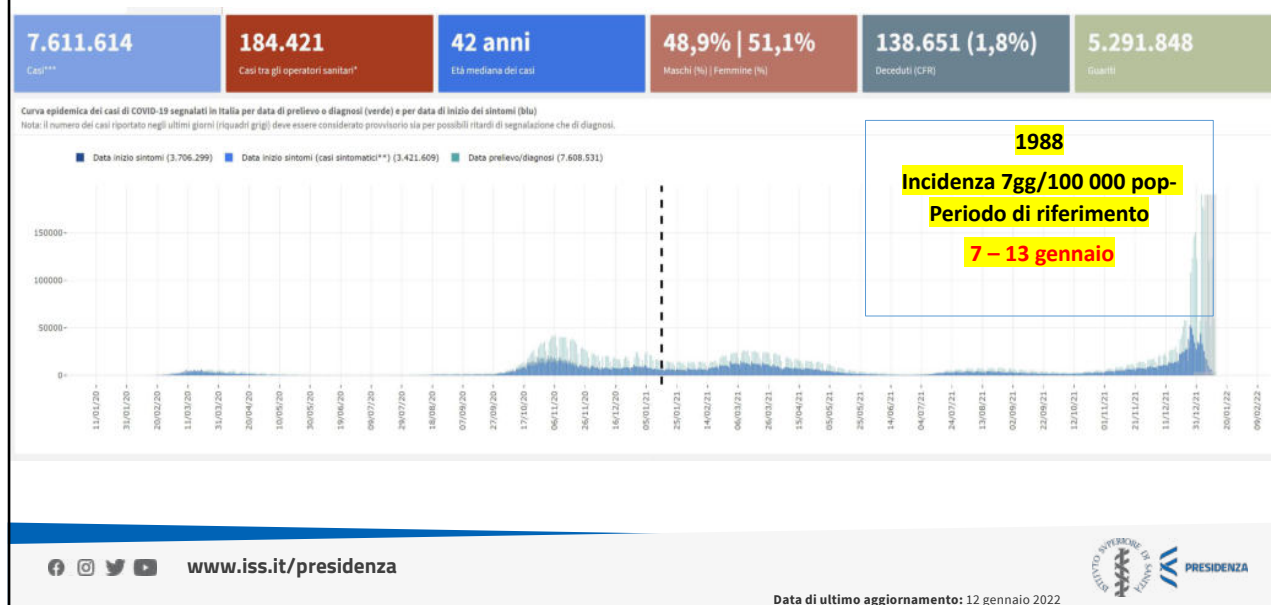 7.611.614
Casi***
184.421
Casi tra gli operatori sanitari*
42 anni
Età mediana dei casi
48,9% | 51,1%
Maschi (%) | Femmine (%)
138.651 (1,8%)
Deceduti (CFR)
5.291.848
Guariti
Curva epidemica dei casi di COVID-19 segnalati in Italia per data di prelievo o diagnosi (verde) e per data di inizio dei sintomi (blu)
Nota: il numero dei casi riportato negli ultimi giorni (riquadri grigi) deve essere considerato provvisorio sia per possibili ritardi di segnalazione che di diagnosi.
Data inizio sintomi (3.706.299)
Data inizio sintomi (casi sintomatici**) (3.421.609)
Data prelievo/diagnosi (7.608.531)
1988
Incidenza 7gg/100 000 pop-
Periodo di riferimento
7 – 13 gennaio
150000
100000
50000
0
11/01/20
31/01/20
20/02/20
11/03/20
31/03/20
20/04/20
10/05/20
30/05/20
19/06/20
09/07/20
29/07/20
18/08/20
07/09/20
27/09/20
17/10/20
06/11/20
26/11/20
16/12/20
05/01/21
25/01/21
14/02/21
06/03/21
26/03/21
15/04/21
05/05/21
25/05/21
14/06/21
04/07/21
24/07/21
13/08/21
02/09/21
22/09/21
12/10/21
01/11/21
21/11/21
11/12/21
31/12/21
20/01/22
09/02/22
www.iss.it/presidenza
ISTITVTO SVPERIORE DI SANITÀ
PRESIDENZA
Data di ultimo aggiornamento: 12 gennaio 2022